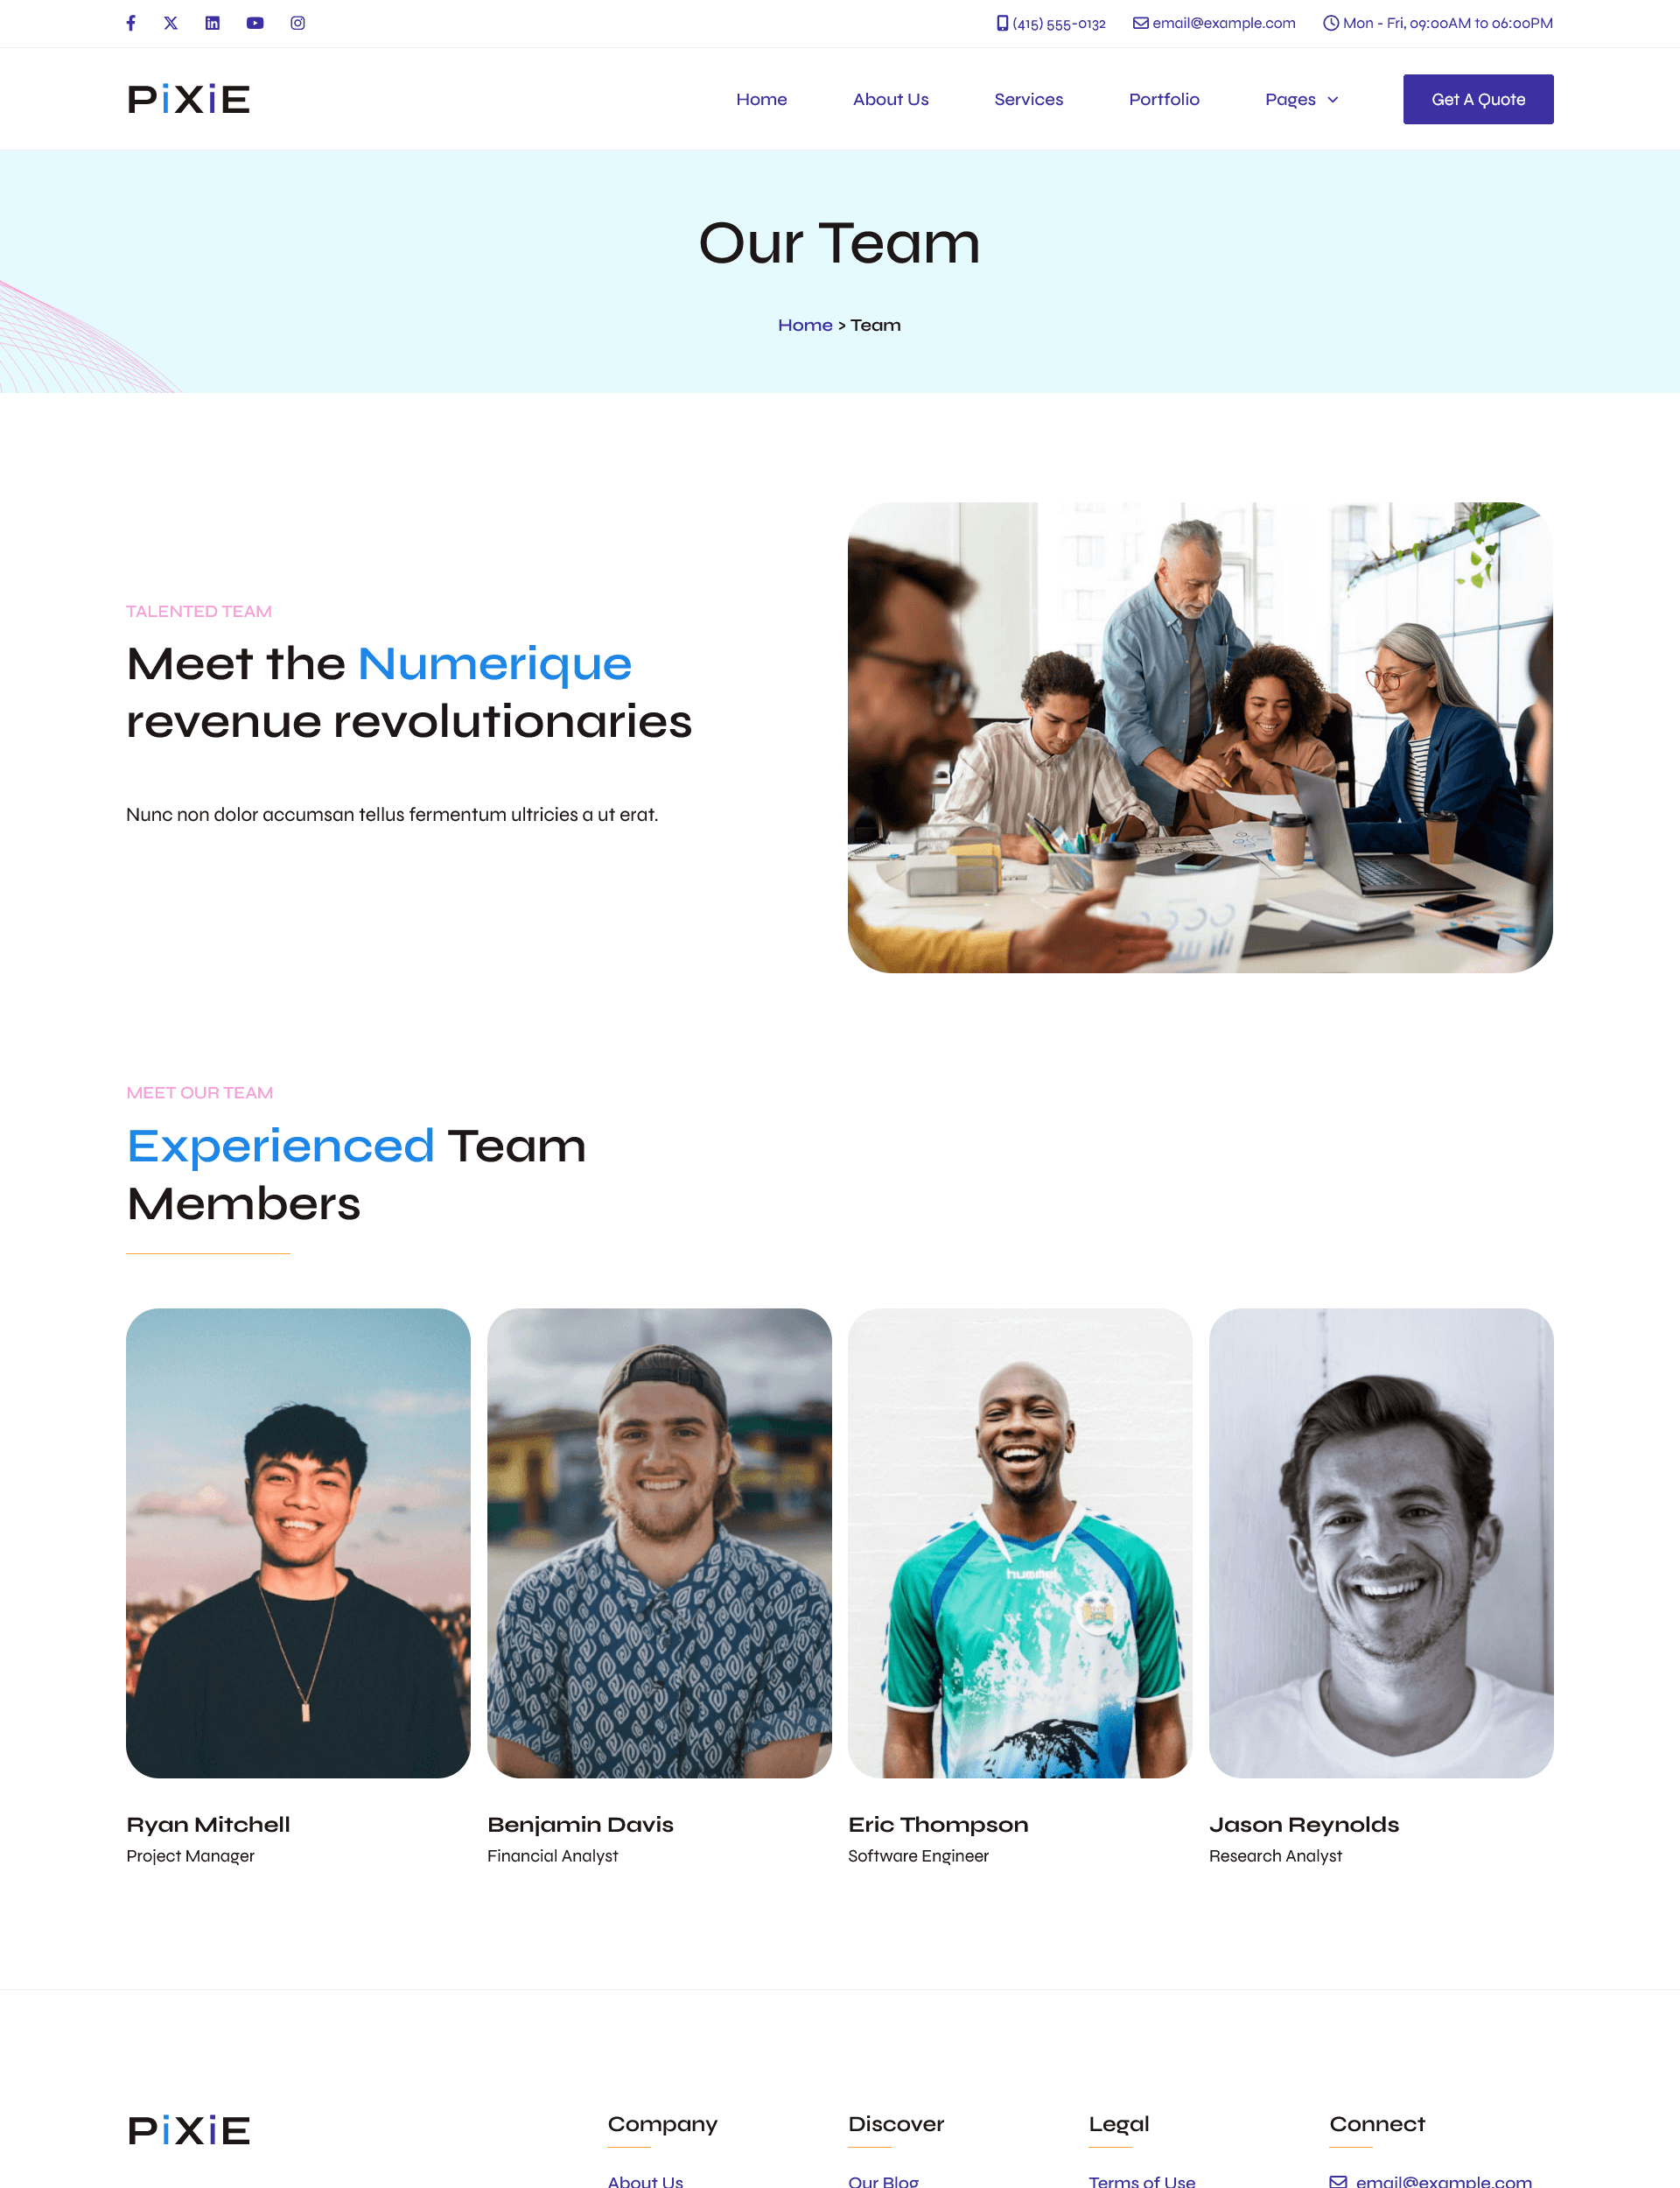 (415) 555-0132 email@example.com Mon - Fri, 09:00AM to 06:00PM
PiXiE Home About Us Services Portfolio Pages Get A Quote
Our Team
Home > Team
TALENTED TEAM
Meet the Numerique
revenue revolutionaries
Nunc non dolor accumsan tellus fermentum ultricies a ut erat.
MEET OUR TEAM
Experienced Team
Members
hummel
Ryan Mitchell
Project Manager
Benjamin Davis
Financial Analyst
Eric Thompson
Software Engineer
Jason Reynolds
Research Analyst
PiXiE
Company
About Us
Discover
Our Blog
Legal
Terms of Use
Connect
email@example.com